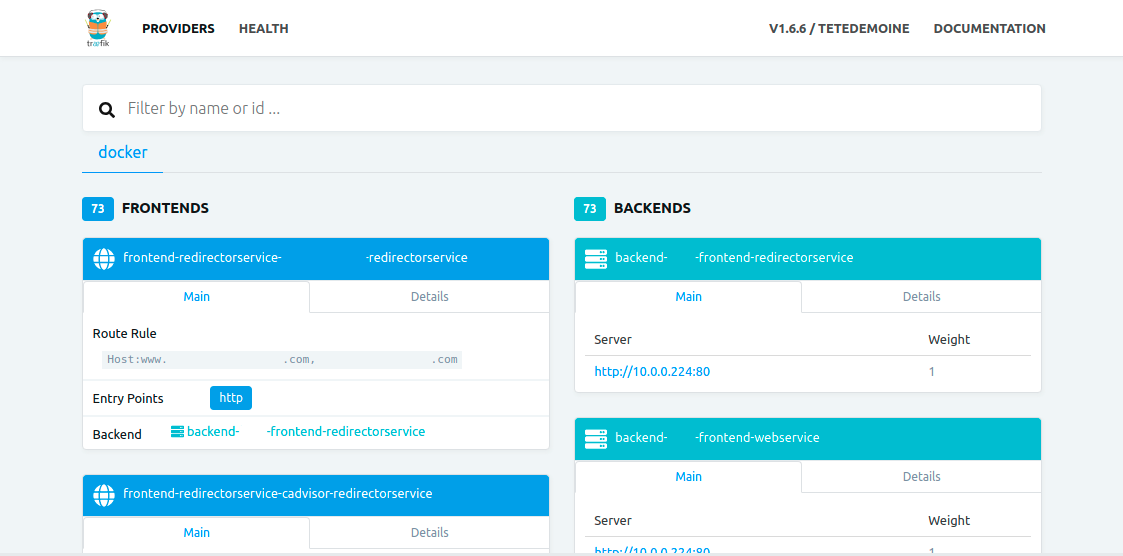 træfik
PROVIDERS
HEALTH
V1.6.6 / TETEDEMOINE
DOCUMENTATION
Filter by name or id ...
docker
73 FRONTENDS
frontend-redirectorservice- -redirectorservice
Main
Details
Route Rule
Host:www. .com, .com
Entry Points
http
Backend
backend- -frontend-redirectorservice
frontend-redirectorservice-cadvisor-redirectorservice
Main
Details
73 BACKENDS
backend- -frontend-redirectorservice
Main
Details
Server
Weight
http://10.0.0.224:80
1
backend- -frontend-webservice
Main
Details
Server
Weight
http://10.0.0.224:80
1